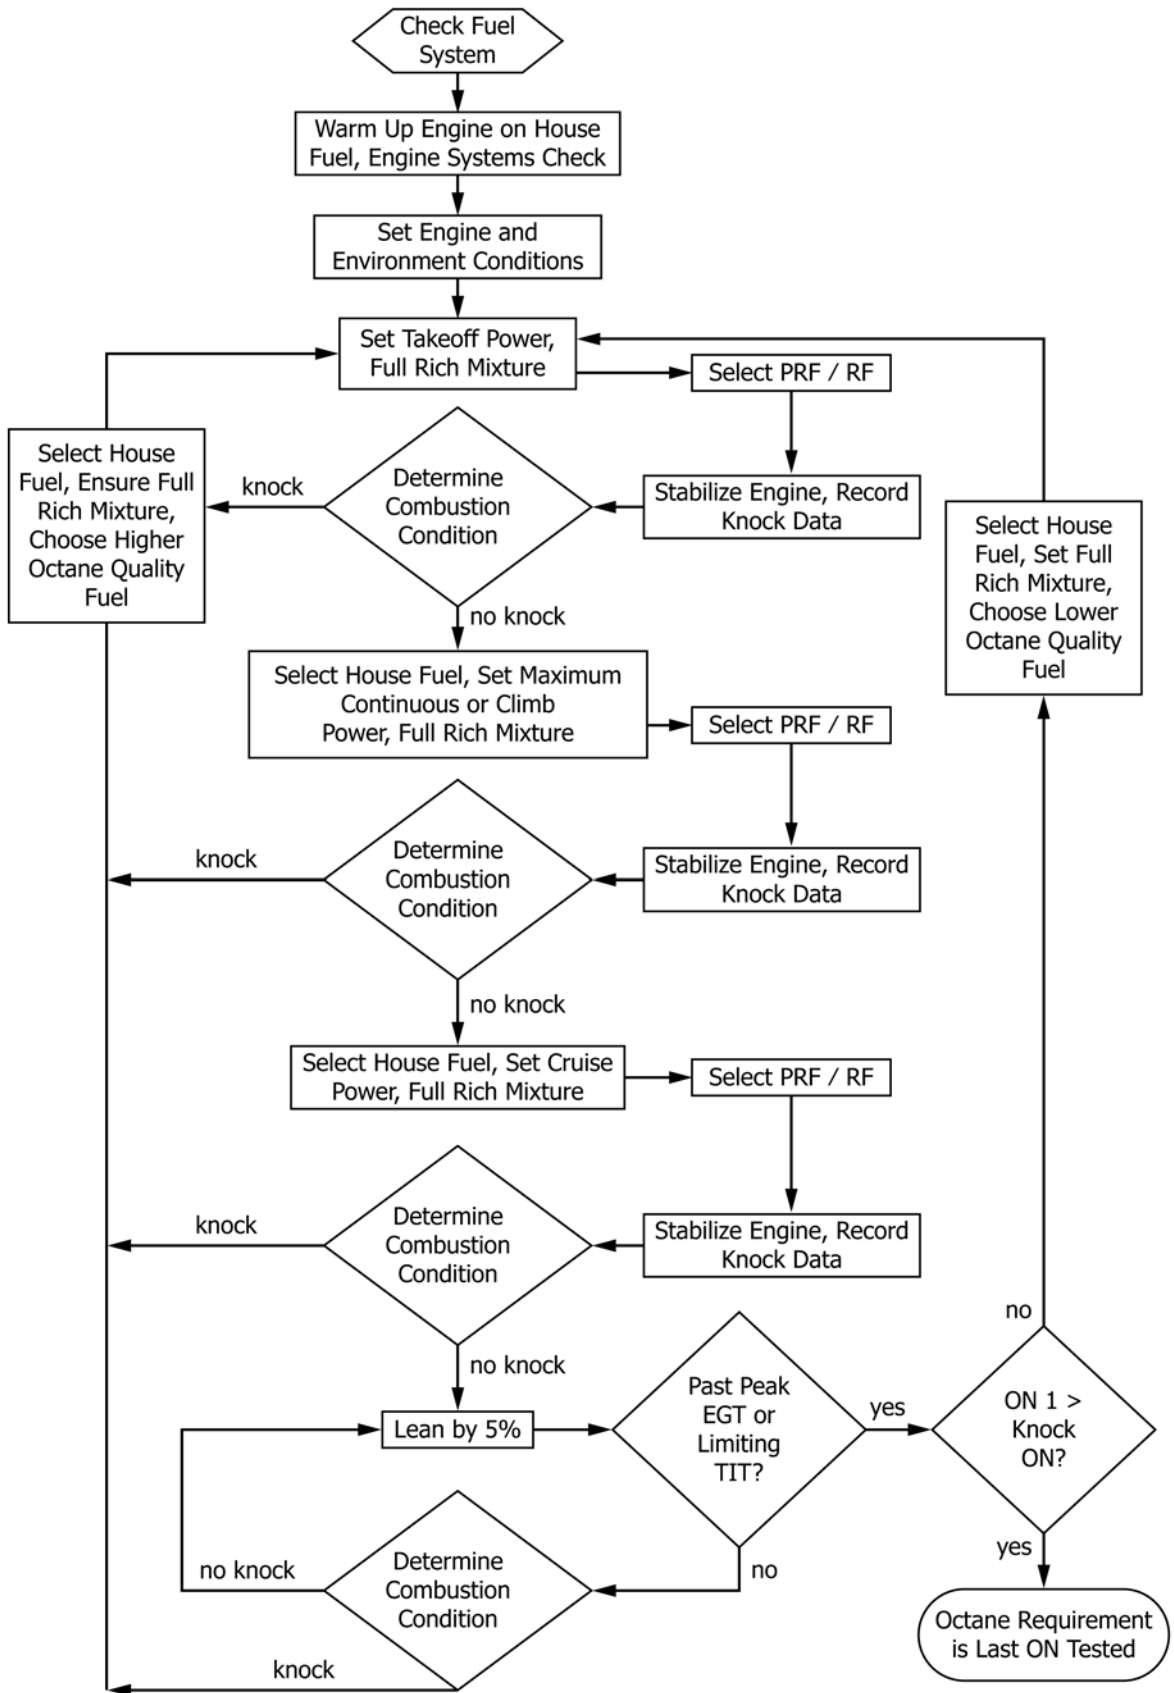 Check Fuel
System
Warm Up Engine on House
Fuel, Engine Systems Check
Set Engine and
Environment Conditions
Set Takeoff Power,
Full Rich Mixture
Select PRF / RF
Stabilize Engine, Record
Knock Data
Determine
Combustion
Condition
knock
Select House
Fuel, Ensure Full
Rich Mixture,
Choose Higher
Octane Quality
Fuel
no knock
Select House Fuel, Set Maximum
Continuous or Climb
Power, Full Rich Mixture
Select PRF / RF
Stabilize Engine, Record
Knock Data
Determine
Combustion
Condition
knock
no knock
Select House Fuel, Set Cruise
Power, Full Rich Mixture
Select PRF / RF
Stabilize Engine, Record
Knock Data
Determine
Combustion
Condition
knock
no knock
Lean by 5%
Past Peak
EGT or
Limiting
TIT?
no
Determine
Combustion
Condition
no knock
knock
yes
ON 1 >
Knock
ON?
no
Select House
Fuel, Set Full
Rich Mixture,
Choose Lower
Octane Quality
Fuel
yes
Octane Requirement
is Last ON Tested